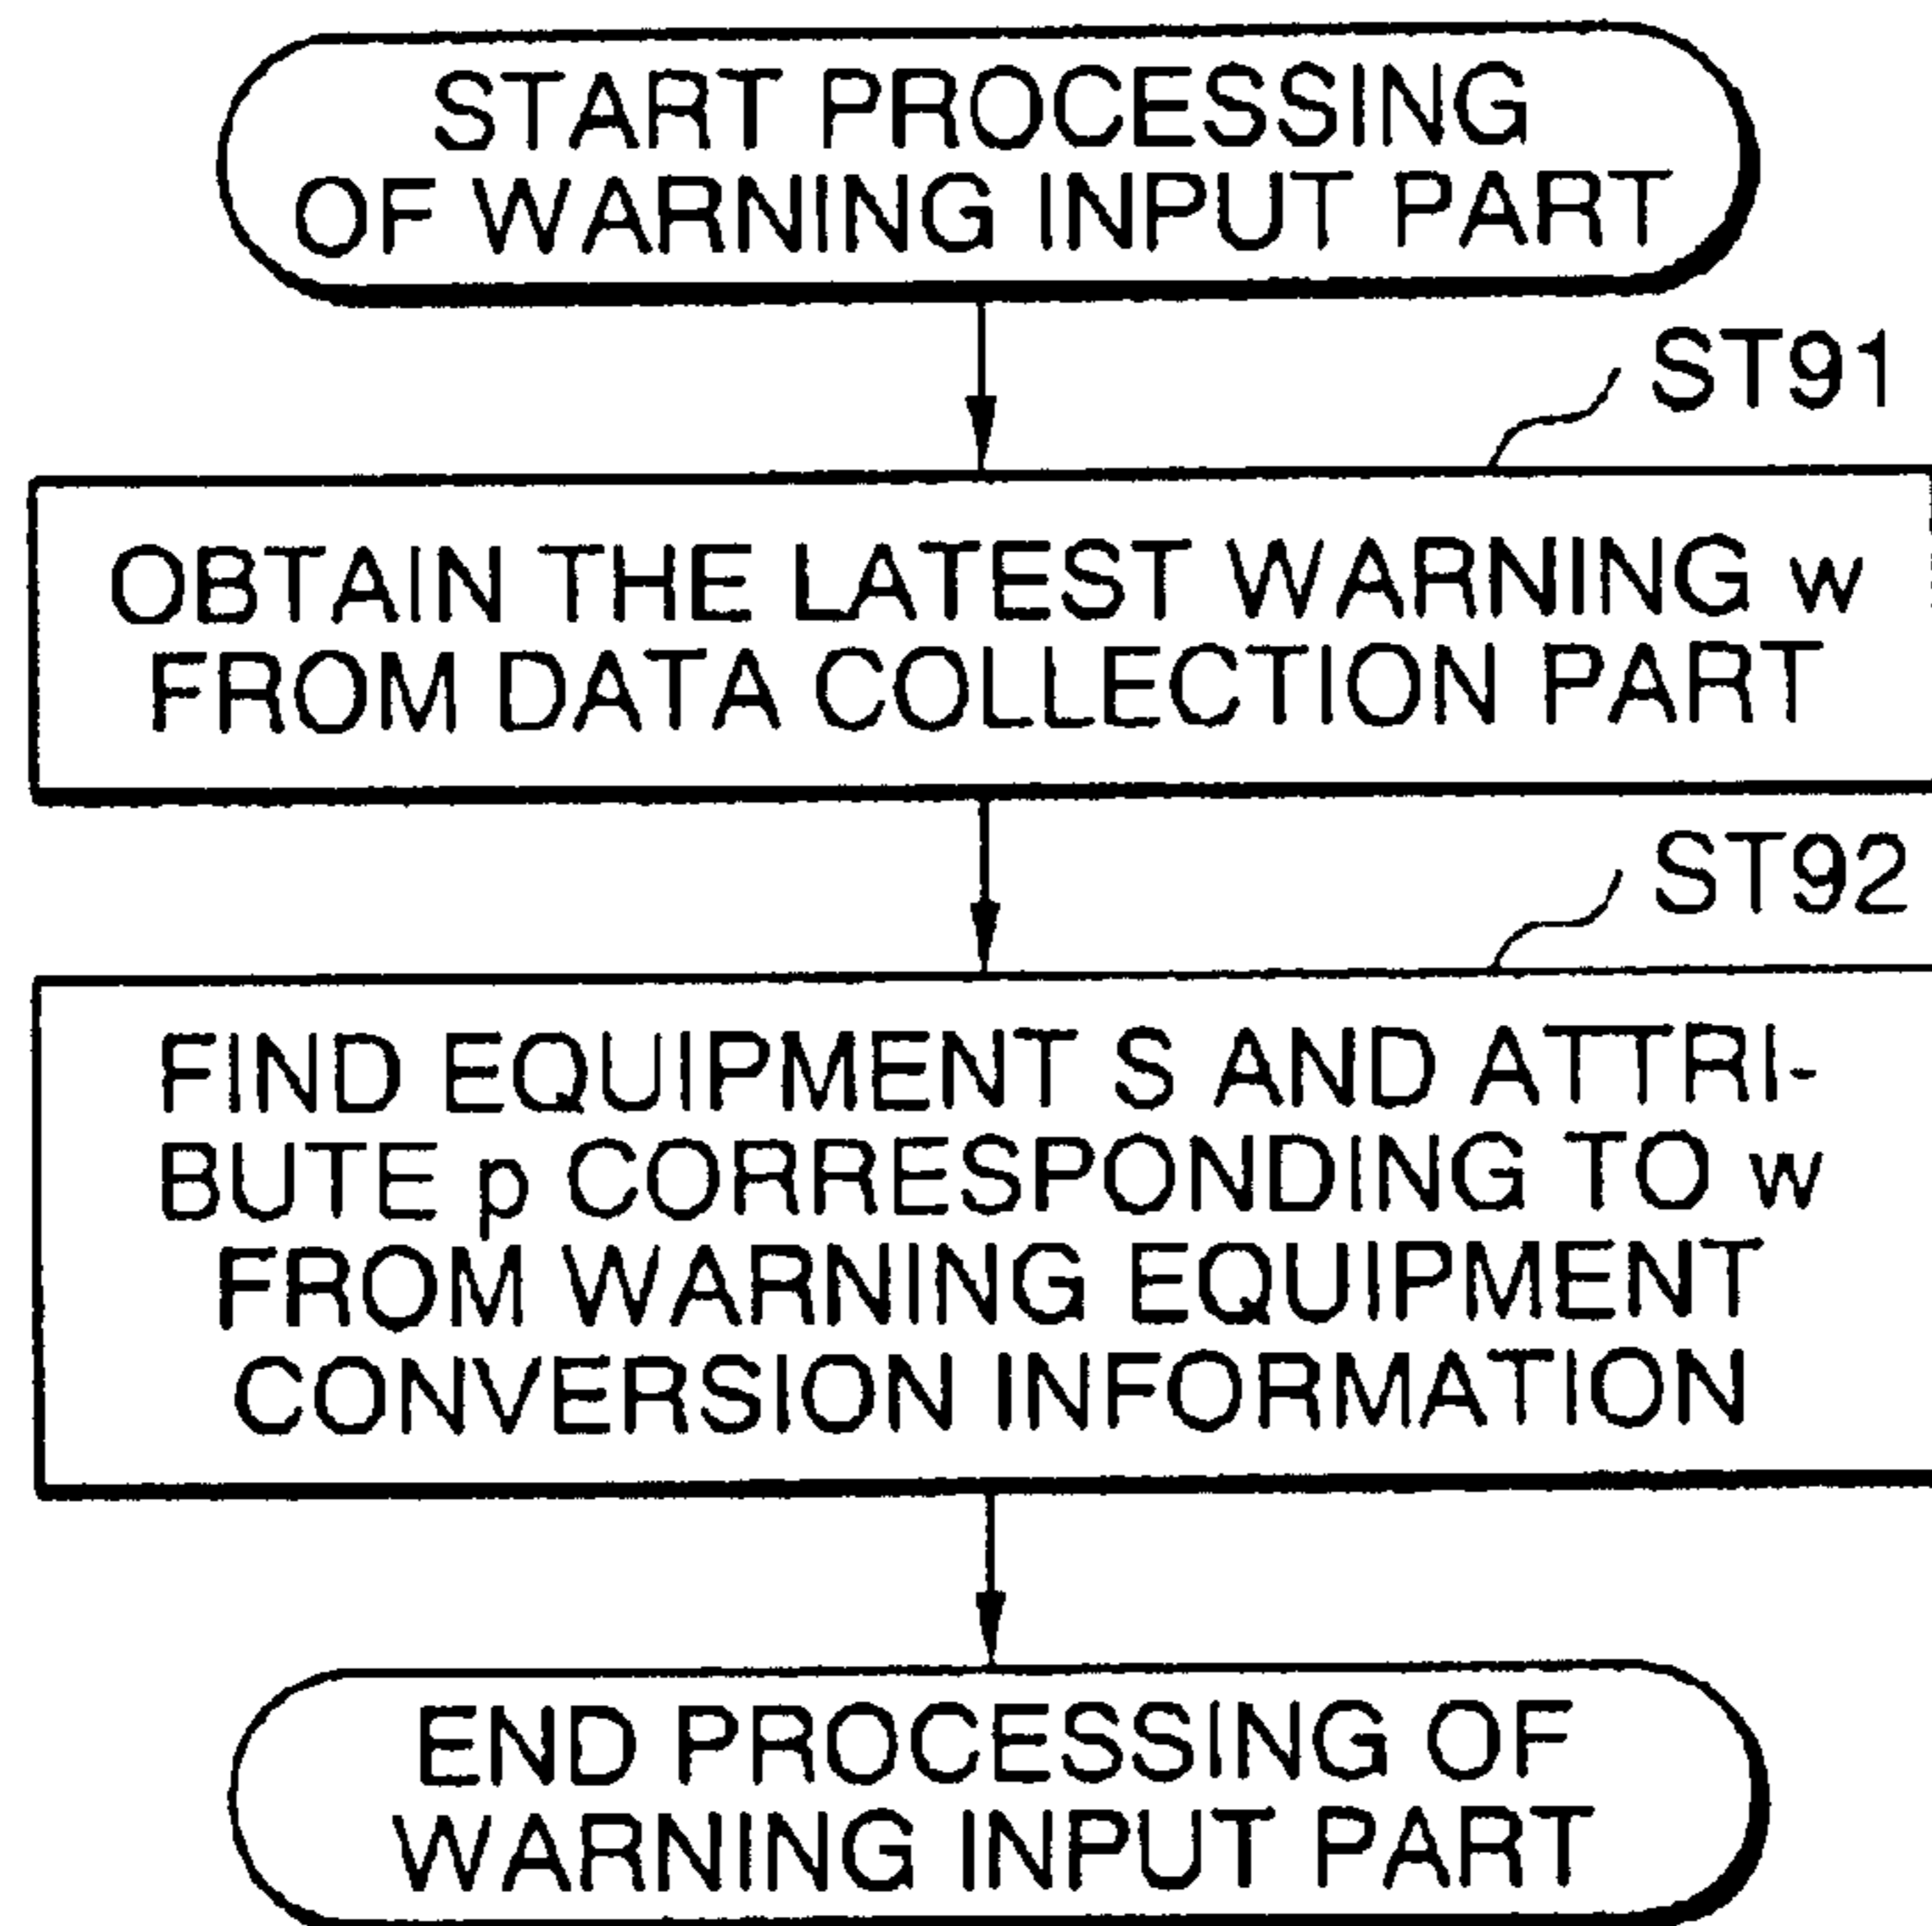 START PROCESSING
OF WARNING INPUT PART
ST91
OBTAIN THE LATEST WARNING w
FROM DATA COLLECTION PART
ST92
FIND EQUIPMENT S AND ATTRI-
BUTE p CORRESPONDING TO w
FROM WARNING EQUIPMENT
CONVERSION INFORMATION
END PROCESSING OF
WARNING INPUT PART